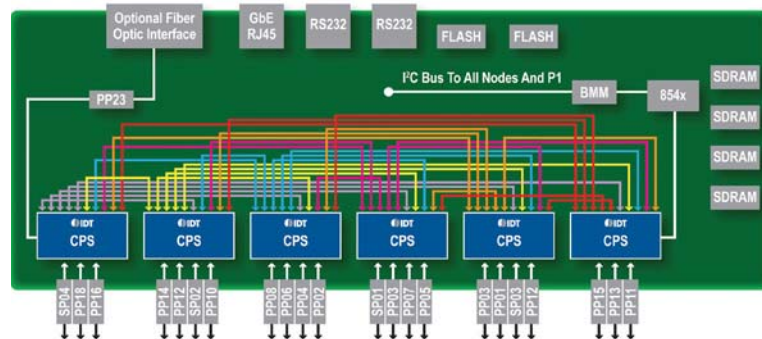 Optional Fiber
Optic Interface
GbE
RJ45
RS232
RS232
FLASH
FLASH
I²C Bus To All Nodes And P1
BMM
854x
SDRAM
SDRAM
SDRAM
SDRAM
PP23
IDT
CPS
IDT
CPS
IDT
CPS
IDT
CPS
IDT
CPS
IDT
CPS
SP04
PP18
PP16
PP14
PP12
SP02
PP10
PP08
PP06
PP04
PP02
SP01
PP03
PP07
PP05
PP03
PP01
SP03
PP12
PP15
PP13
PP11